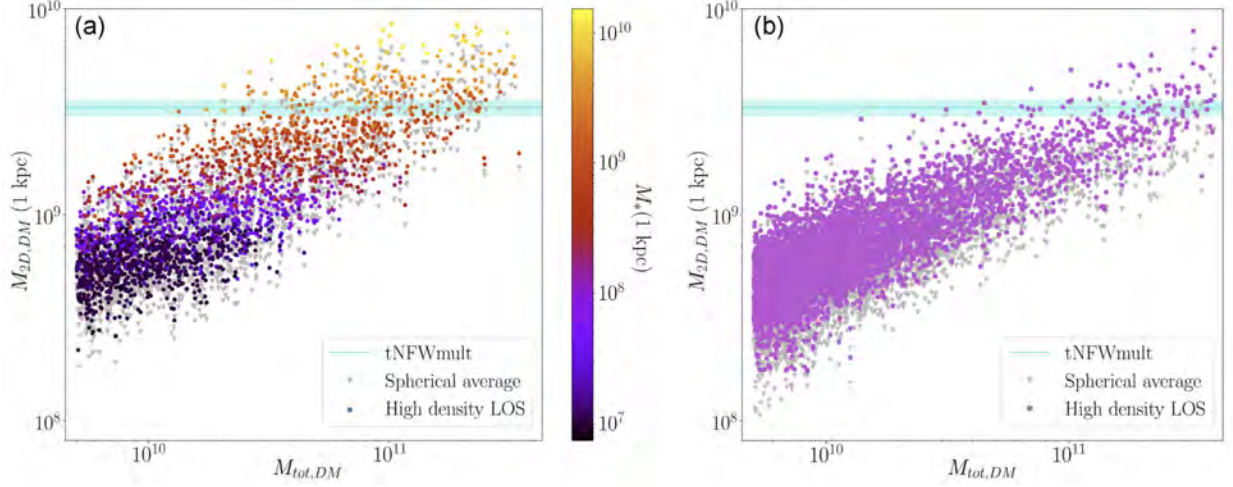 (a)
10^{10}
10^9
10^8
M_{2D,DM} (1 kpc)
tNFWmult
Spherical average
High density LOS
10^{10}
10^{11}
M_{tot,DM}
10^{10}
10^9
10^8
10^7
M_*(1 kpc)
(b)
10^{10}
10^9
10^8
M_{2D,DM} (1 kpc)
tNFWmult
Spherical average
High density LOS
10^{10}
10^{11}
M_{tot,DM}